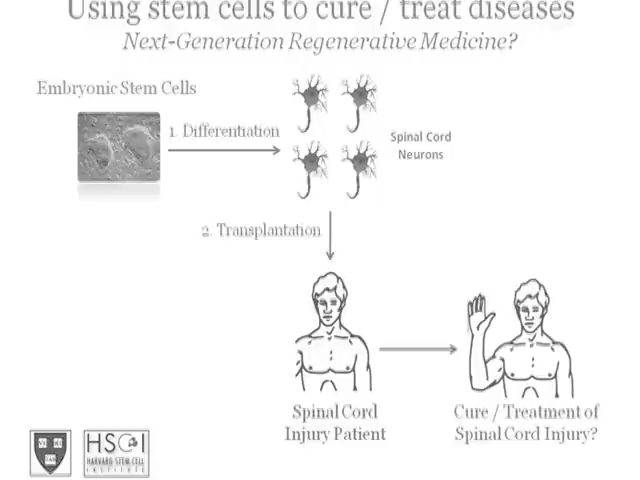 Using stem cells to cure / treat diseases
Next-Generation Regenerative Medicine?
Embryonic Stem Cells
1. Differentiation
Spinal Cord
Neurons
2. Transplantation
Spinal Cord
Injury Patient
Cure / Treatment of
Spinal Cord Injury?
HSCI
HARVARD STEM CELL
INSTITUTE